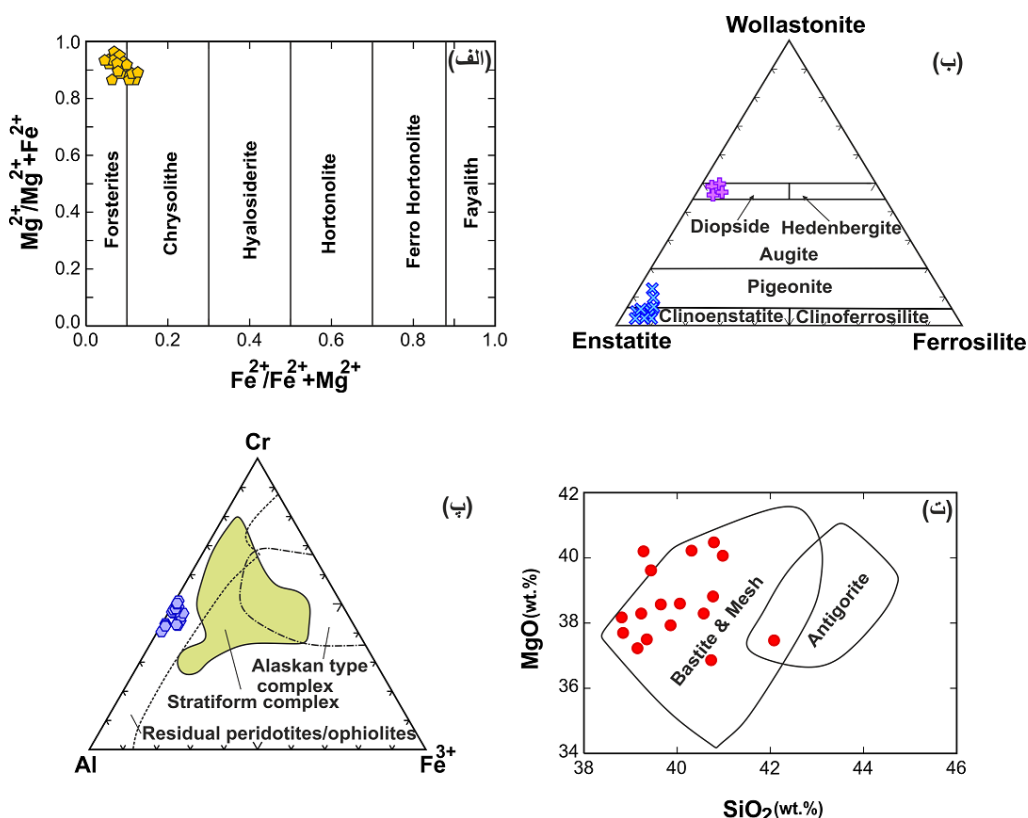 (الف)
1.0
0.8
0.6
0.4
0.2
0.0
Mg2+/Mg2++Fe2+
Forsterites
Chrysolithe
Hyalosiderite
Hortonolite
Ferro Hortonolite
Fayalith
0.0 0.2 0.4 0.6 0.8 1.0
Fe2+/Fe2++Mg2+
Wollastonite
(ب)
Diopside Hedenbergite
Augite
Pigeonite
Clinoenstatite Clinoferrosilite
Enstatite Ferrosilite
Cr
(پ)
Alaskan type
complex
Stratiform complex
Residual peridotites/ophiolites
Al Fe3+
(ت)
42
40
38
36
34
MgO(wt.%)
Bastite & Mesh
Antigorite
38 40 42 44 46
SiO2(wt.%)